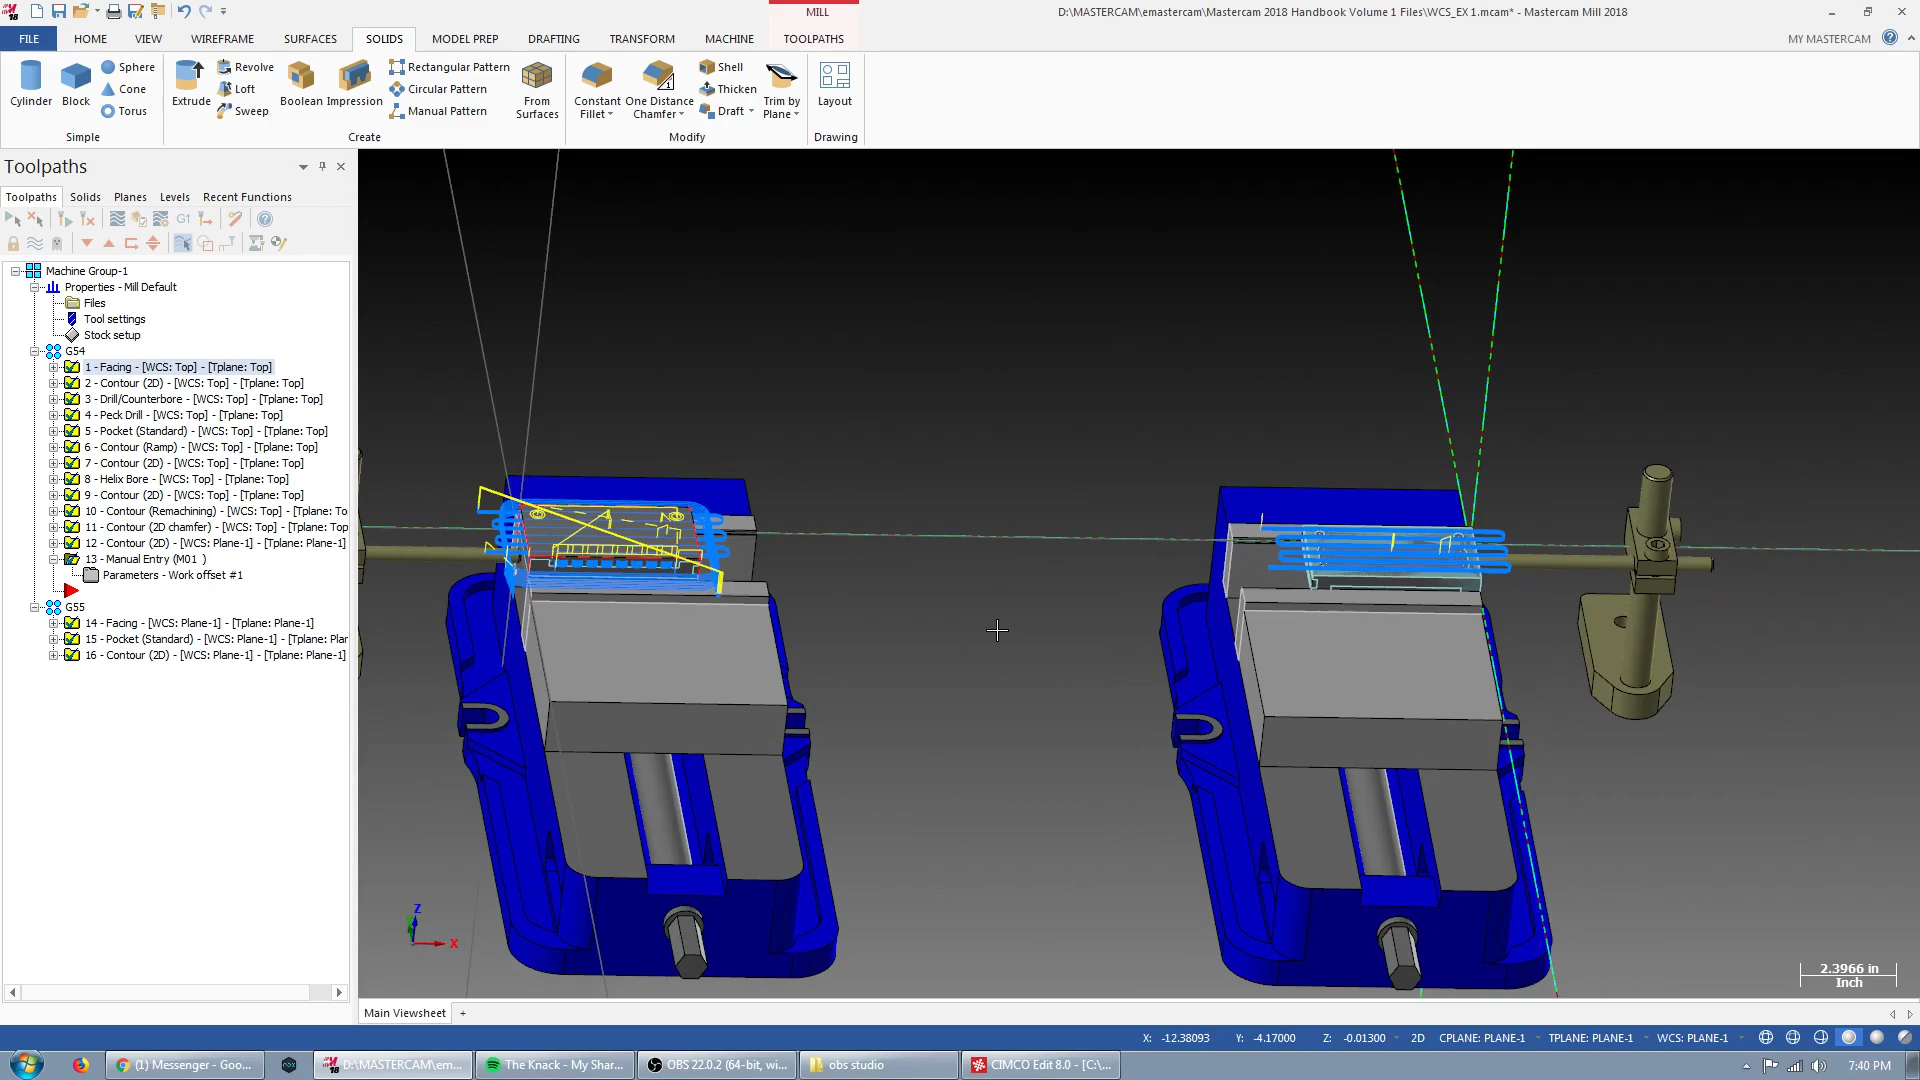 MILL
D:\MASTERCAM\emastercam\Mastercam 2018 Handbook Volume 1 Files\WCS_EX 1.mcam* - Mastercam Mill 2018
FILE HOME VIEW WIREFRAME SURFACES SOLIDS MODEL PREP DRAFTING TRANSFORM MACHINE TOOLPATHS MY MASTERCAM
Cylinder Block Sphere Cone Torus
Simple
Extrude Revolve Loft Sweep Boolean Impression Rectangular Pattern Circular Pattern Manual Pattern From Surfaces
Create
Constant Fillet One Distance Chamfer Shell Thicken Draft Trim by Plane
Modify
Layout
Drawing
Toolpaths
Toolpaths Solids Planes Levels Recent Functions
G1
Machine Group-1
Properties - Mill Default
Files
Tool settings
Stock setup
G54
1 - Facing - [WCS: Top] - [Tplane: Top]
2 - Contour (2D) - [WCS: Top] - [Tplane: Top]
3 - Drill/Counterbore - [WCS: Top] - [Tplane: Top]
4 - Peck Drill - [WCS: Top] - [Tplane: Top]
5 - Pocket (Standard) - [WCS: Top] - [Tplane: Top]
6 - Contour (Ramp) - [WCS: Top] - [Tplane: Top]
7 - Contour (2D) - [WCS: Top] - [Tplane: Top]
8 - Helix Bore - [WCS: Top] - [Tplane: Top]
9 - Contour (2D) - [WCS: Top] - [Tplane: Top]
10 - Contour (Remachining) - [WCS: Top] - [Tplane: To
11 - Contour (2D chamfer) - [WCS: Top] - [Tplane: Top
12 - Contour (2D) - [WCS: Plane-1] - [Tplane: Plane-1]
13 - Manual Entry (M01 )
Parameters - Work offset #1
G55
14 - Facing - [WCS: Plane-1] - [Tplane: Plane-1]
15 - Pocket (Standard) - [WCS: Plane-1] - [Tplane: Plar
16 - Contour (2D) - [WCS: Plane-1] - [Tplane: Plane-1]
Z
X
2.3966 in
Inch
Main Viewsheet +
X: -12.38093 Y: -4.17000 Z: -0.01300 2D CPLANE: PLANE-1 TPLANE: PLANE-1 WCS: PLANE-1
(1) Messenger - Goo... D:\MASTERCAM\em... The Knack - My Shar... OBS 22.0.2 (64-bit, wi... obs studio CIMCO Edit 8.0 - [C:\... 7:40 PM